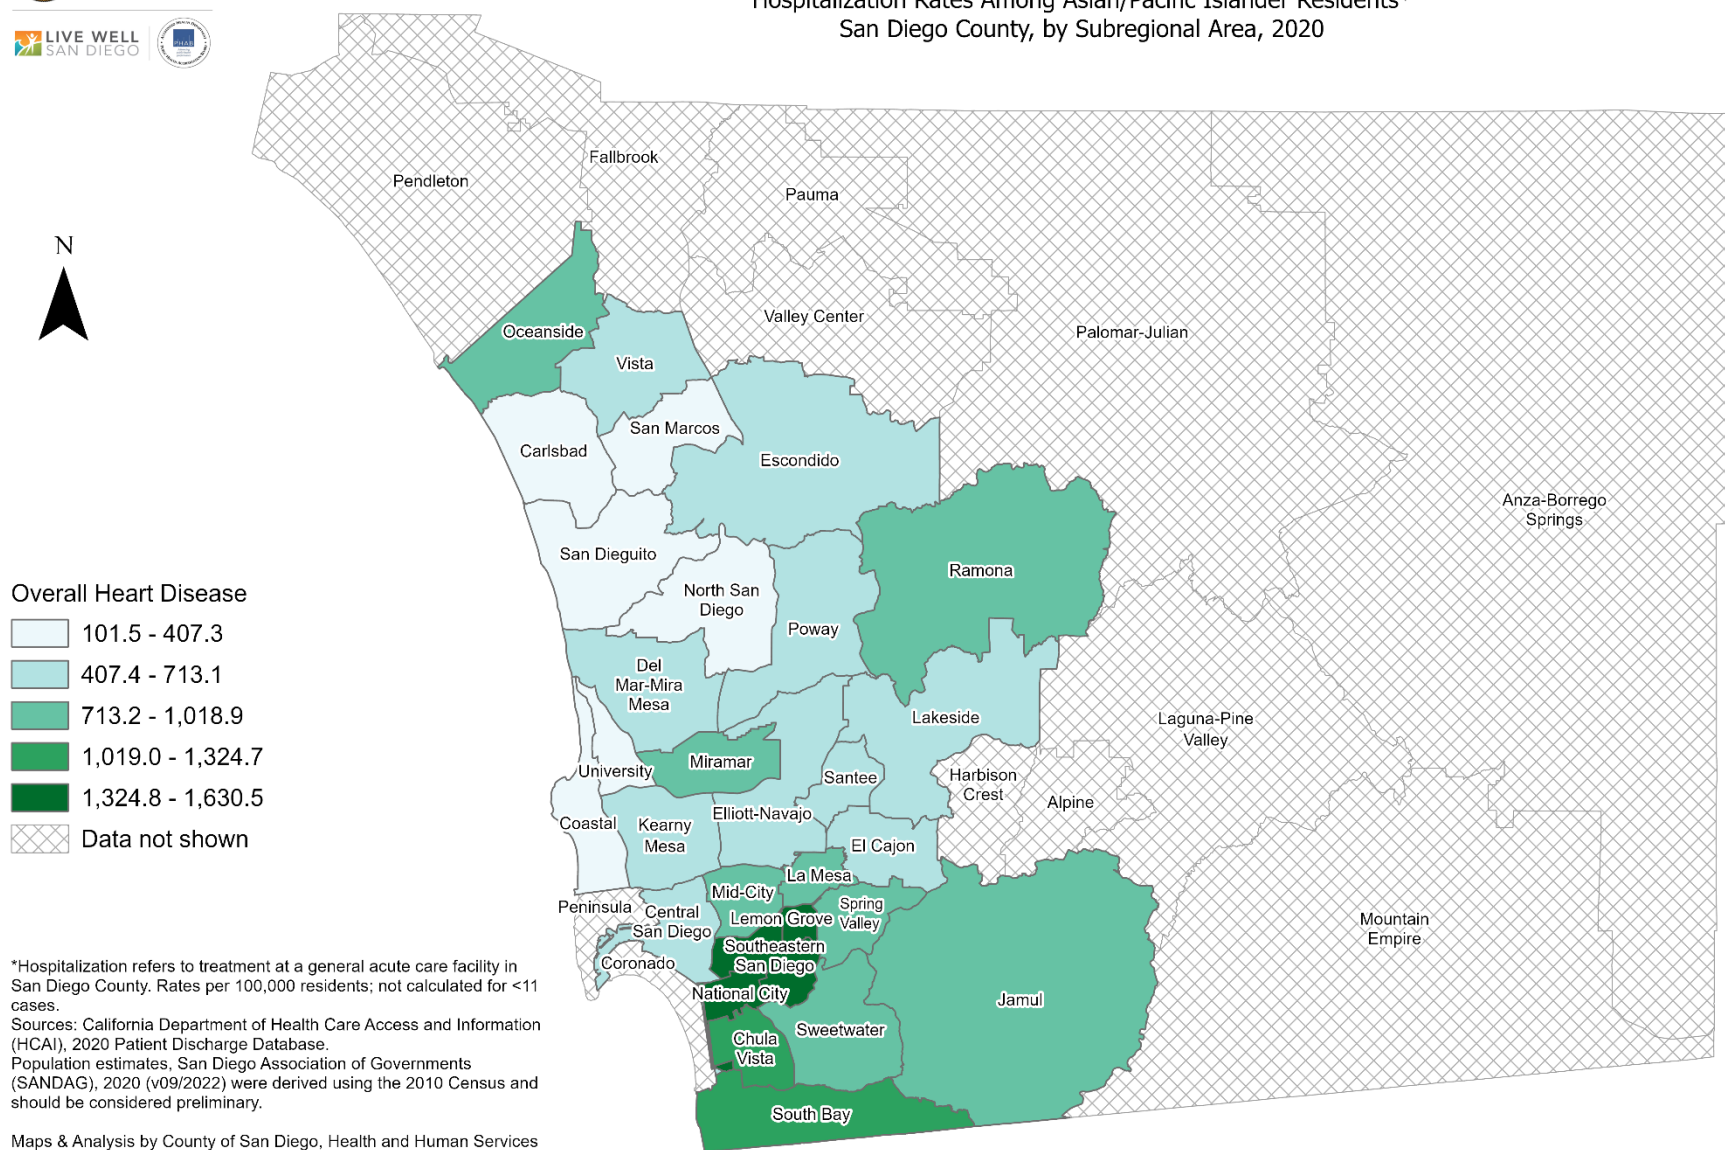 Hospitalization Rates Among Asian/Pacific Islander Residents*
San Diego County, by Subregional Area, 2020
LIVE WELL
SAN DIEGO
PHAB
Fallbrook
Pendleton
Pauma
N
Valley Center
Oceanside
Palomar-Julian
Vista
San Marcos
Carlsbad
Escondido
Anza-Borrego
Springs
San Dieguito
Ramona
North San
Diego
Poway
Del
Mar-Mira
Mesa
Lakeside
Laguna-Pine
Valley
Miramar
University
Santee
Harbison
Crest
Alpine
Coastal
Kearny
Mesa
Elliott-Navajo
El Cajon
La Mesa
Mid-City
Peninsula
Central
San Diego
Lemon Grove
Spring
Valley
Mountain
Empire
Southeastern
San Diego
Coronado
National City
Jamul
Sweetwater
Chula
Vista
South Bay
Overall Heart Disease
101.5 - 407.3
407.4 - 713.1
713.2 - 1,018.9
1,019.0 - 1,324.7
1,324.8 - 1,630.5
Data not shown
*Hospitalization refers to treatment at a general acute care facility in
San Diego County. Rates per 100,000 residents; not calculated for <11
cases.
Sources: California Department of Health Care Access and Information
(HCAI), 2020 Patient Discharge Database.
Population estimates, San Diego Association of Governments
(SANDAG), 2020 (v09/2022) were derived using the 2010 Census and
should be considered preliminary.
Maps & Analysis by County of San Diego, Health and Human Services